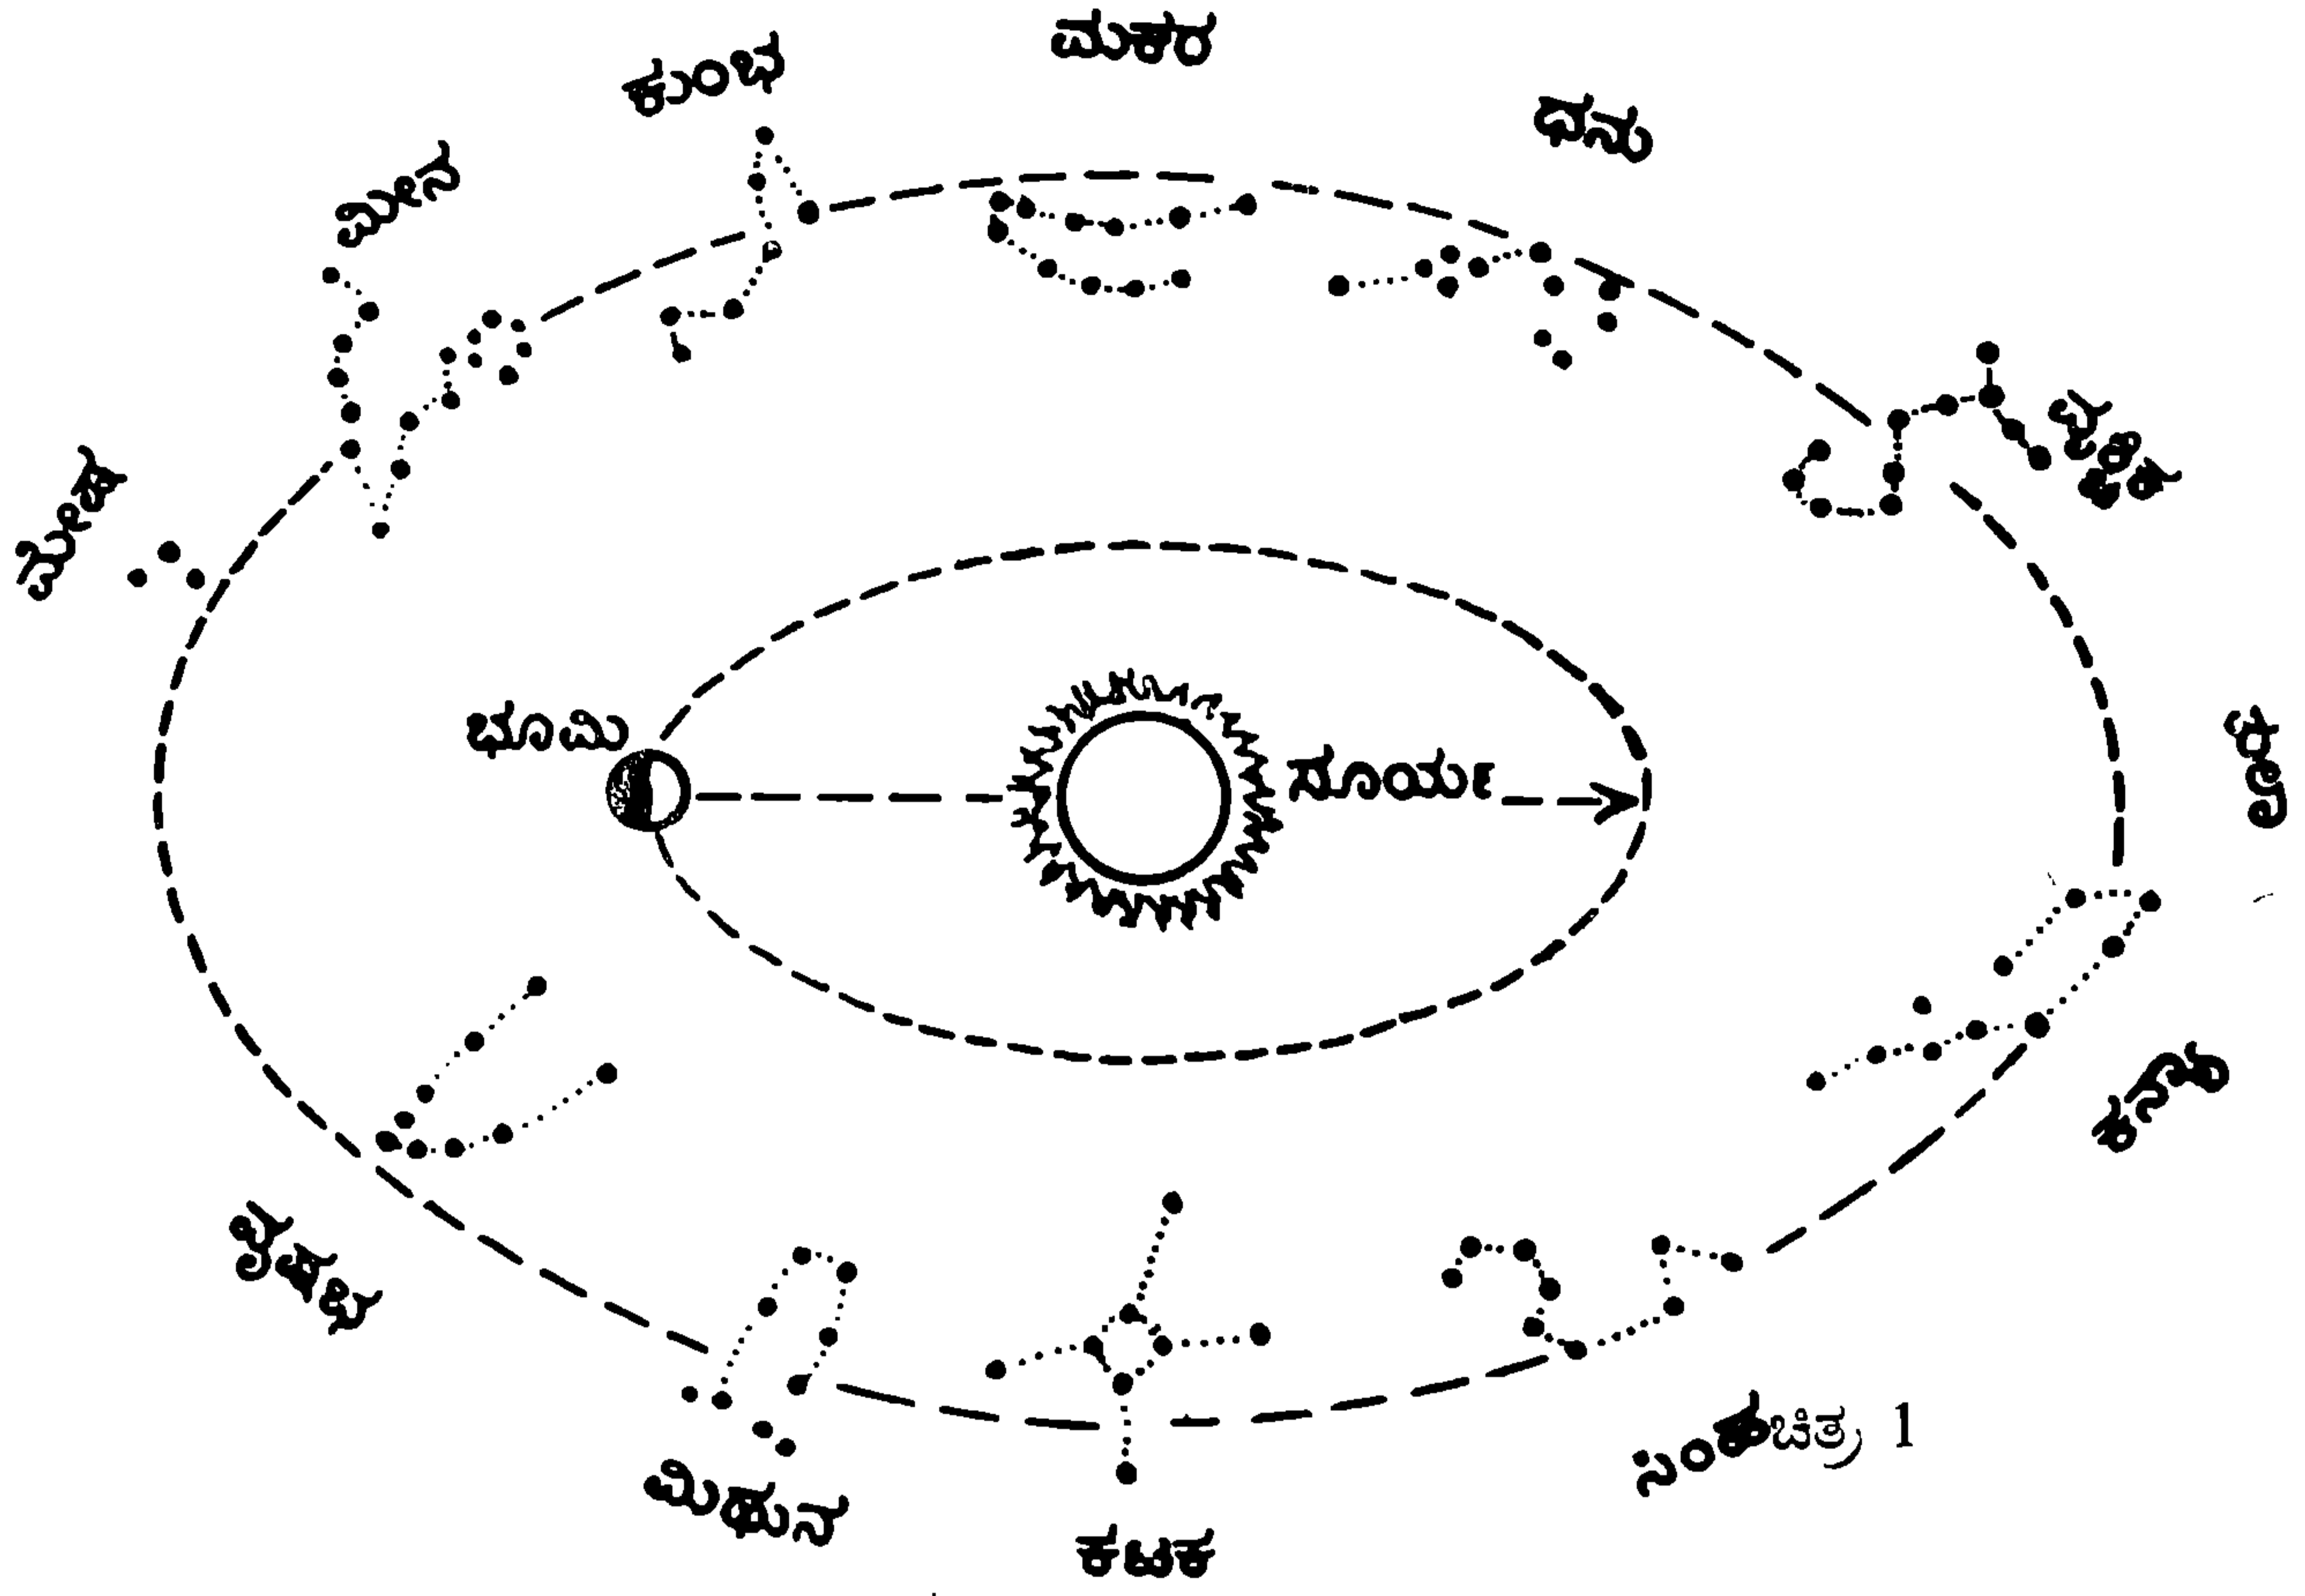 ಮಕರ
ಕುಂಭ
ಧನು
ಮೀನ
ವೃಶ್ಚಿಕ
ಮೇಷ
ಭೂಮಿ
ಸೂರ್ಯ
ತುಲ
ಕನ್ಯಾ
ವೃಷಭ
ಸಿಂಹ
ಚಿತ್ರ 1
ಮಿಥುನ
ಕಟಕ